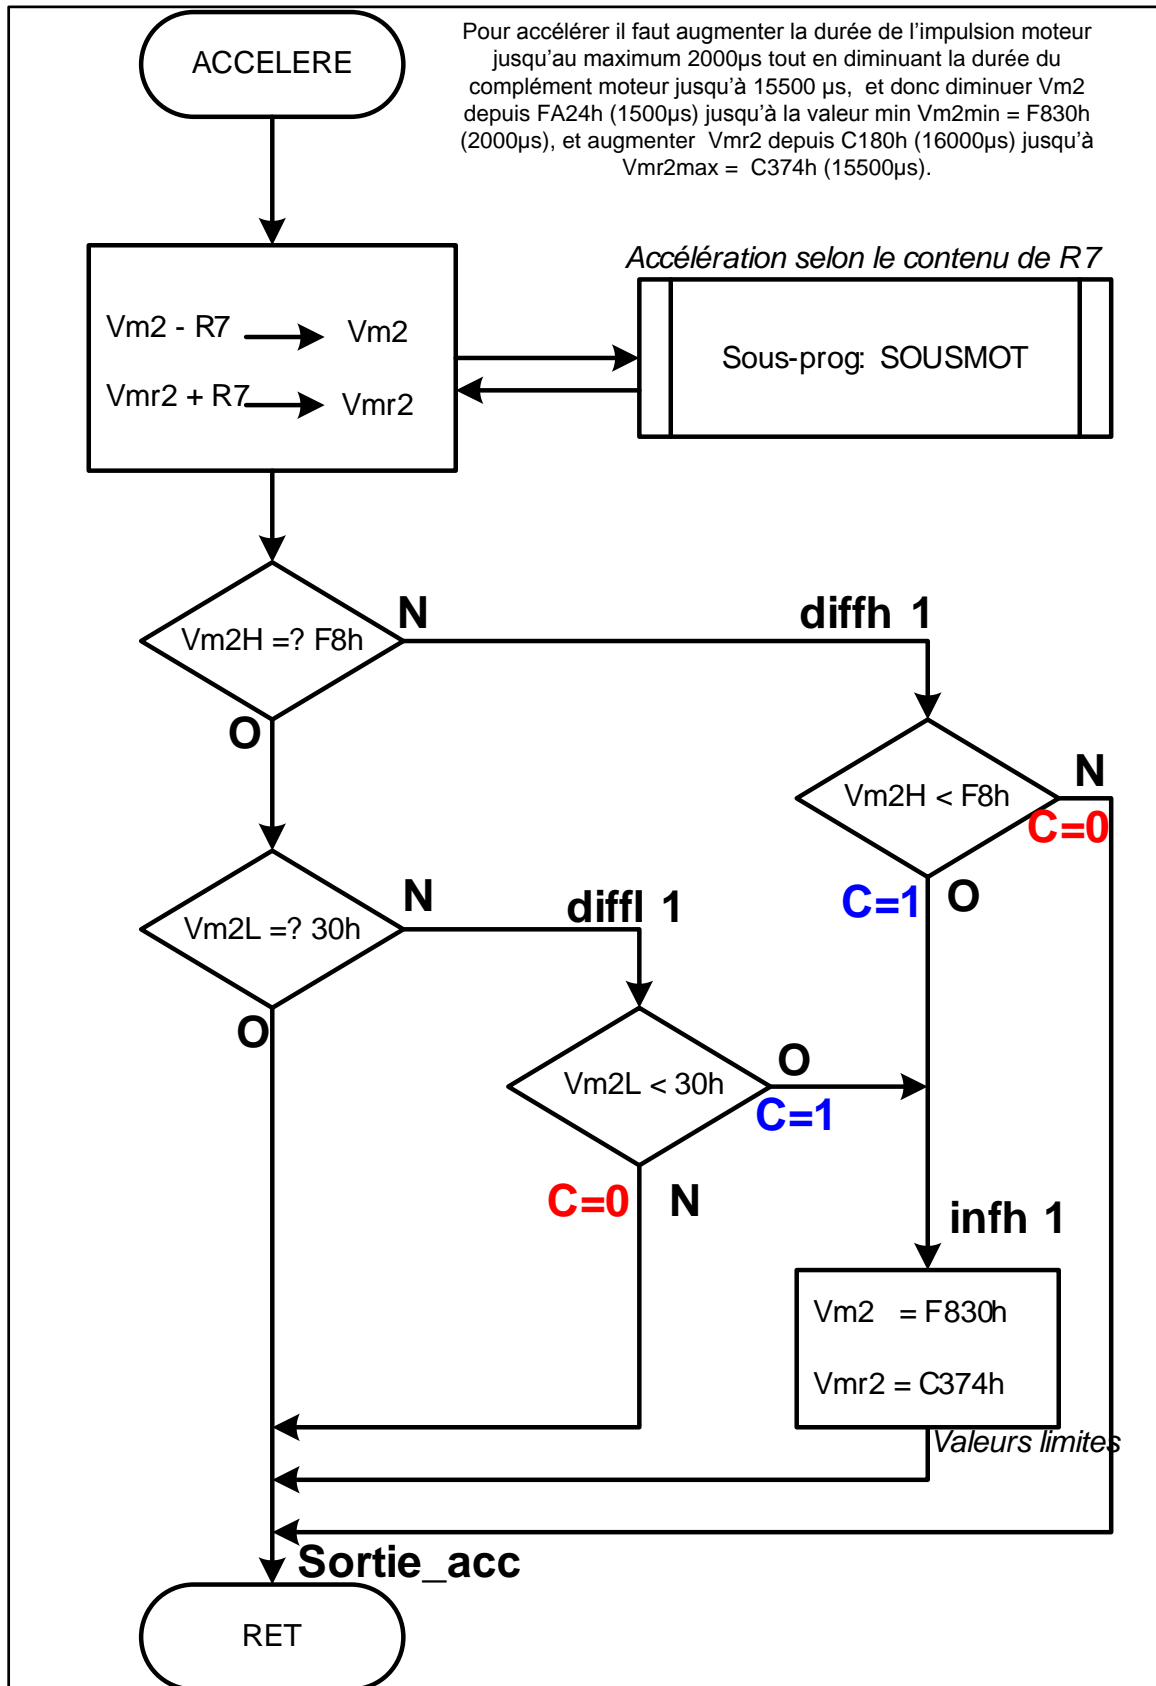 ACCELERE
Pour accélérer il faut augmenter la durée de l'impulsion moteur
jusqu'au maximum 2000µs tout en diminuant la durée du
complément moteur jusqu'à 15500 µs, et donc diminuer Vm2
depuis FA24h (1500µs) jusqu'à la valeur min Vm2min = F830h
(2000µs), et augmenter Vmr2 depuis C180h (16000µs) jusqu'à
Vmr2max = C374h (15500µs).
Accélération selon le contenu de R7
Vm2 - R7 Vm2
Vmr2 + R7 Vmr2
Sous-prog: SOUSMOT
Vm2H =? F8h
N
diffh 1
O
Vm2H < F8h
N
C=0
C=1 O
Vm2L =? 30h
N
diffl 1
O
Vm2L < 30h
O
C=1
C=0 N
infh 1
Vm2 = F830h
Vmr2 = C374h
Valeurs limites
Sortie_acc
RET